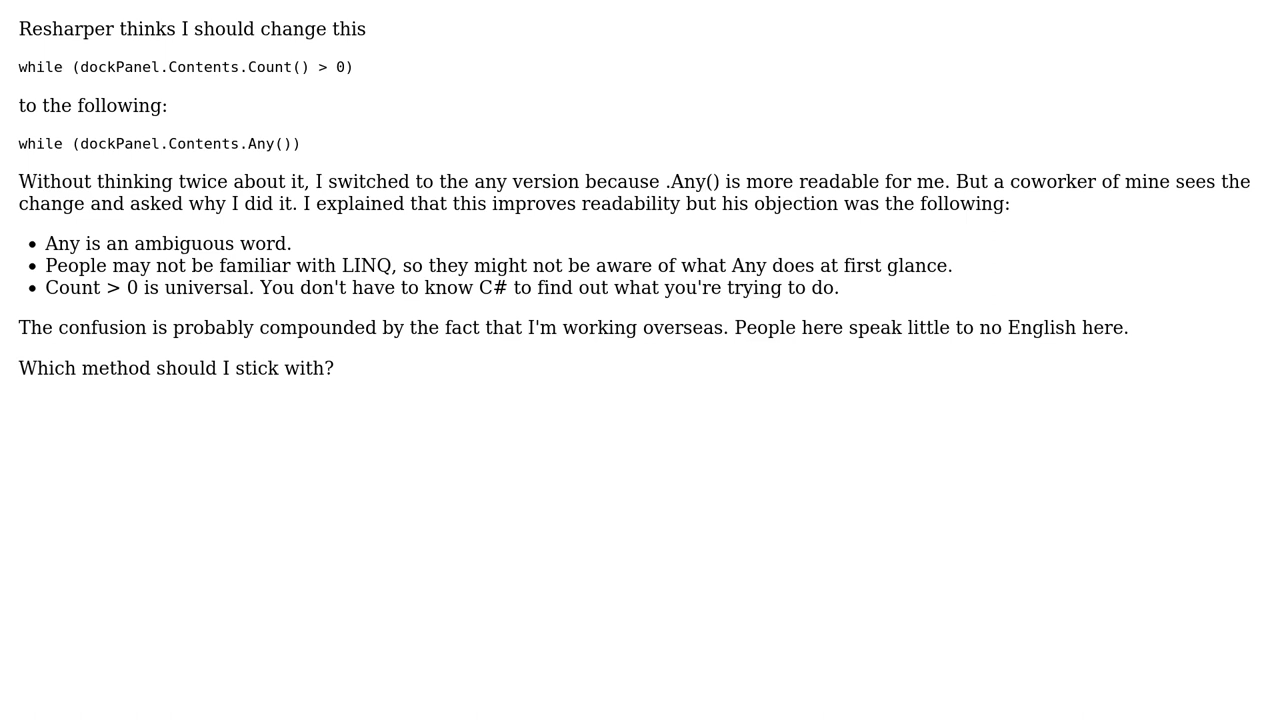 Resharper thinks I should change this
while (dockPanel.Contents.Count() > 0)
to the following:
while (dockPanel.Contents.Any())
Without thinking twice about it, I switched to the any version because .Any() is more readable for me. But a coworker of mine sees the
change and asked why I did it. I explained that this improves readability but his objection was the following:
• Any is an ambiguous word.
• People may not be familiar with LINQ, so they might not be aware of what Any does at first glance.
• Count > 0 is universal. You don't have to know C# to find out what you're trying to do.
The confusion is probably compounded by the fact that I'm working overseas. People here speak little to no English here.
Which method should I stick with?